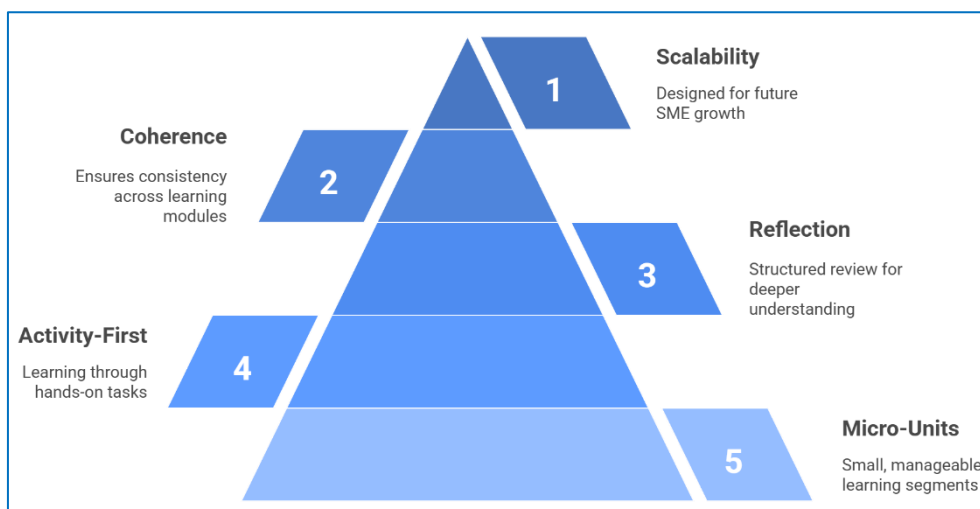 1
Scalability
Designed for future
SME growth
Coherence
Ensures consistency
across learning
modules
2
Reflection
Structured review for
deeper
understanding
3
Activity-First
Learning through
hands-on tasks
4
Micro-Units
Small, manageable
learning segments
5